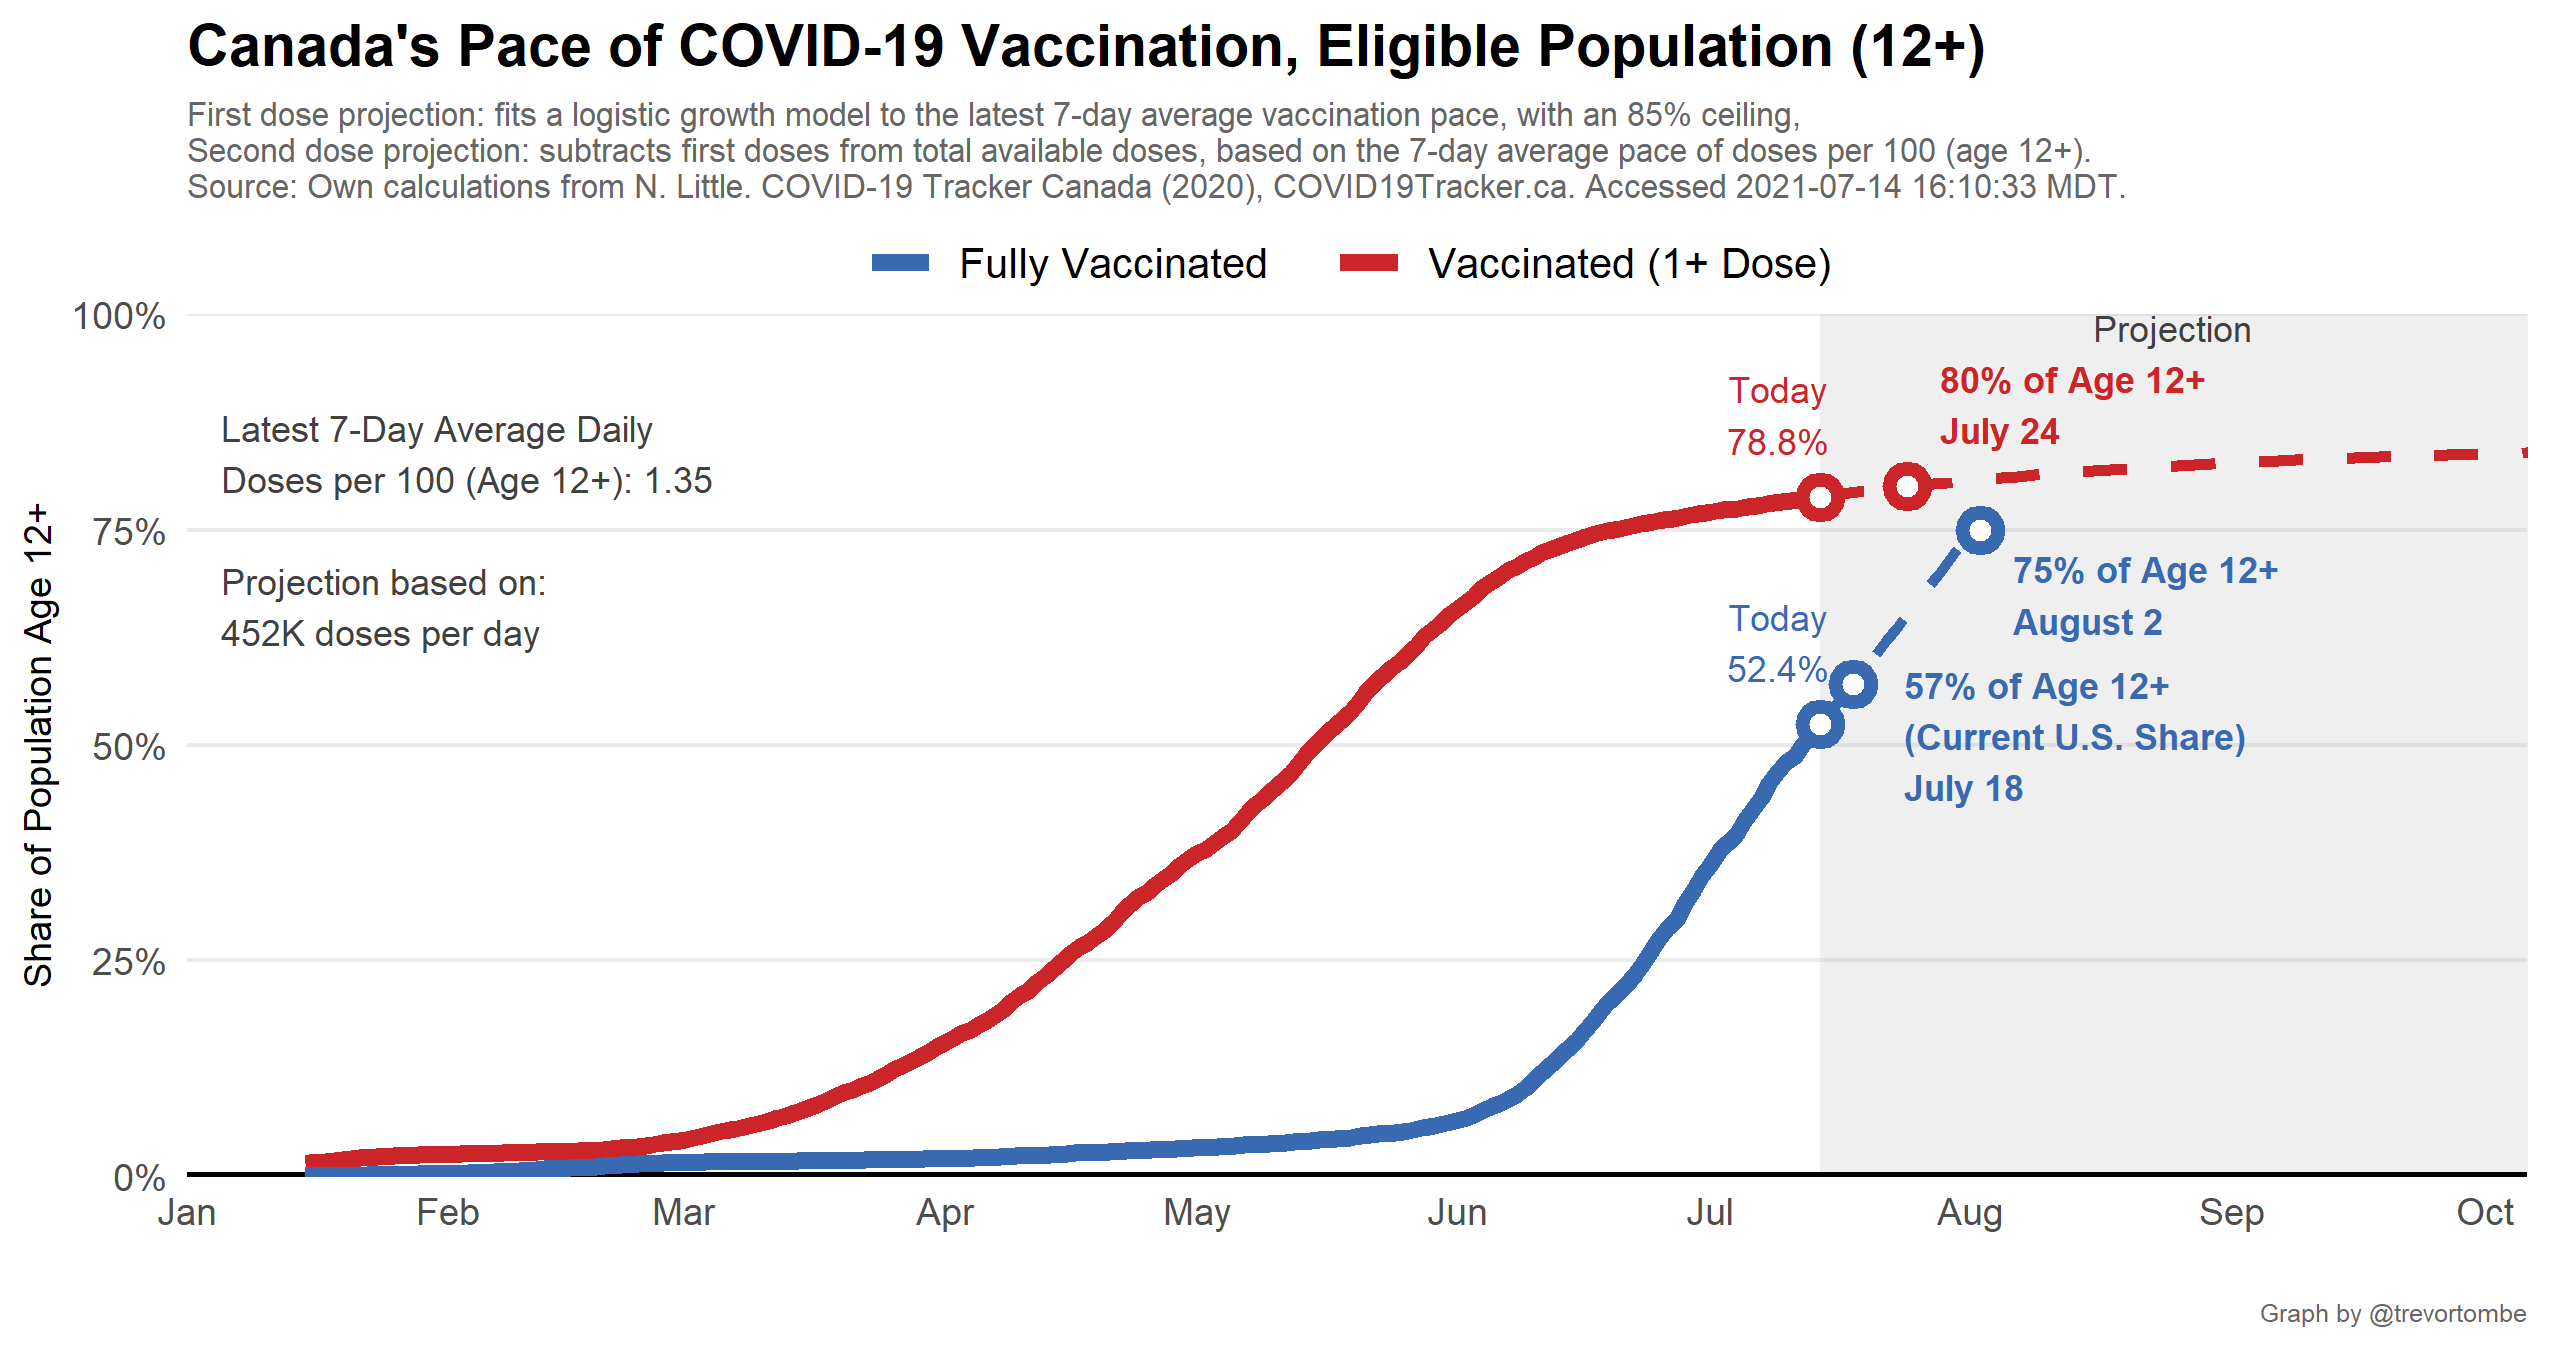 Canada's Pace of COVID-19 Vaccination, Eligible Population (12+)
First dose projection: fits a logistic growth model to the latest 7-day average vaccination pace, with an 85% ceiling,
Second dose projection: subtracts first doses from total available doses, based on the 7-day average pace of doses per 100 (age 12+).
Source: Own calculations from N. Little. COVID-19 Tracker Canada (2020), COVID19Tracker.ca. Accessed 2021-07-14 16:10:33 MDT.
Fully Vaccinated
Vaccinated (1+ Dose)
Share of Population Age 12+
100%
75%
50%
25%
0%
Latest 7-Day Average Daily
Doses per 100 (Age 12+): 1.35
Projection based on:
452K doses per day
Projection
Today
78.8%
80% of Age 12+
July 24
Today
52.4%
75% of Age 12+
August 2
57% of Age 12+
(Current U.S. Share)
July 18
Jan
Feb
Mar
Apr
May
Jun
Jul
Aug
Sep
Oct
Graph by @trevortombe